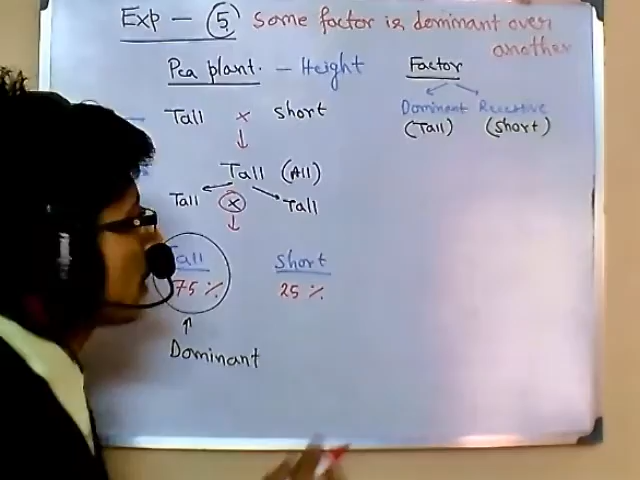 Exp - 5 Some factor is dominant over
another
Pea plant. - Height
Factor
Tall × short
Dominant Recessive
(Tall) (short)
Tall (All)
Tall × Tall
Tall short
75 % 25 %
Dominant